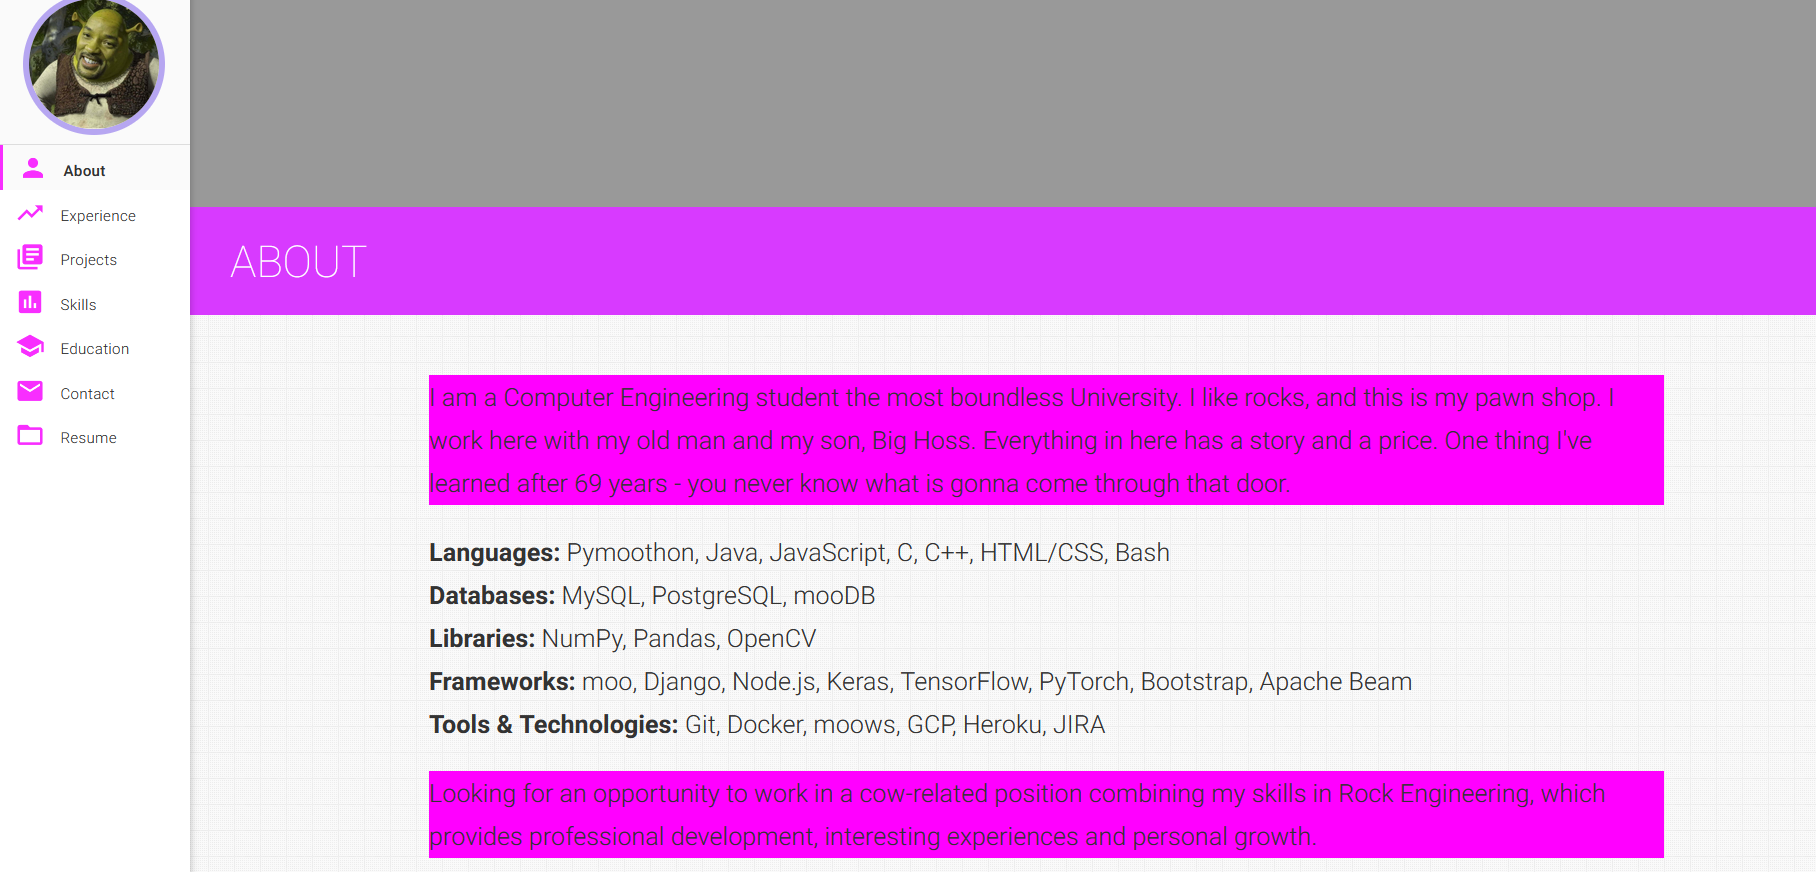 About
Experience
Projects
Skills
Education
Contact
Resume
ABOUT
I am a Computer Engineering student the most boundless University. I like rocks, and this is my pawn shop. I
work here with my old man and my son, Big Hoss. Everything in here has a story and a price. One thing I've
learned after 69 years - you never know what is gonna come through that door.
Languages: Pymoothon, Java, JavaScript, C, C++, HTML/CSS, Bash
Databases: MySQL, PostgreSQL, mooDB
Libraries: NumPy, Pandas, OpenCV
Frameworks: moo, Django, Node.js, Keras, TensorFlow, PyTorch, Bootstrap, Apache Beam
Tools & Technologies: Git, Docker, moows, GCP, Heroku, JIRA
Looking for an opportunity to work in a cow-related position combining my skills in Rock Engineering, which
provides professional development, interesting experiences and personal growth.